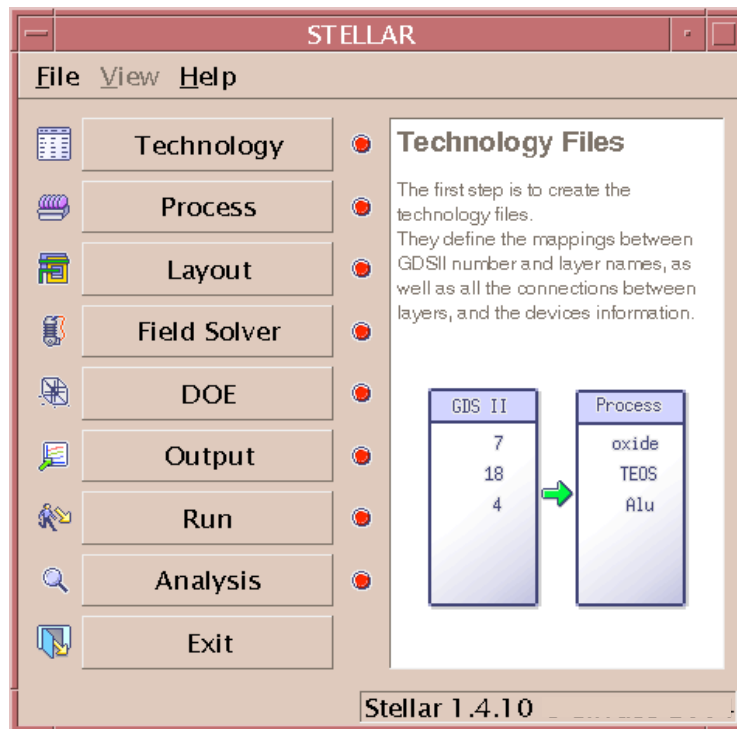 STELLAR
File View Help
Technology
Process
Layout
Field Solver
DOE
Output
Run
Analysis
Exit
Technology Files
The first step is to create the
technology files.
They define the mappings between
GDSII number and layer names, as
well as all the connections between
layers, and the devices information.
GDS II
7
18
4
Process
oxide
TEOS
Alu
Stellar 1.4.10